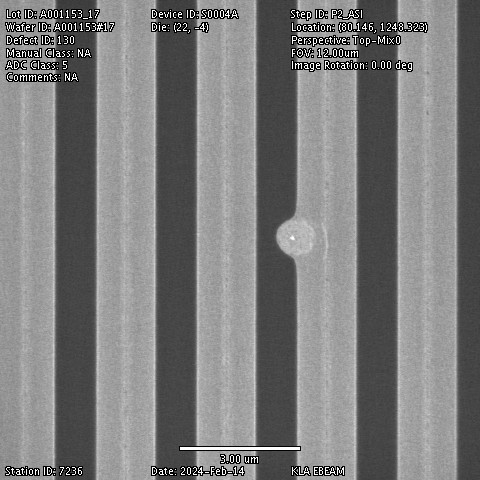 Lot ID: A001153_17
Wafer ID: A001153#17
Defect ID: 130
Manual Class: NA
ADC Class: 5
Comments: NA
Device ID: S0004A
Die: (22, -4)
Step ID: P2_ASI
Location: (80.146, 1248.323)
Perspective: Top-Mix0
FOV: 12.00um
Image Rotation: 0.00 deg
3.00 um
Station ID: 7236
Date: 2024-Feb-14
KLA EBEAM